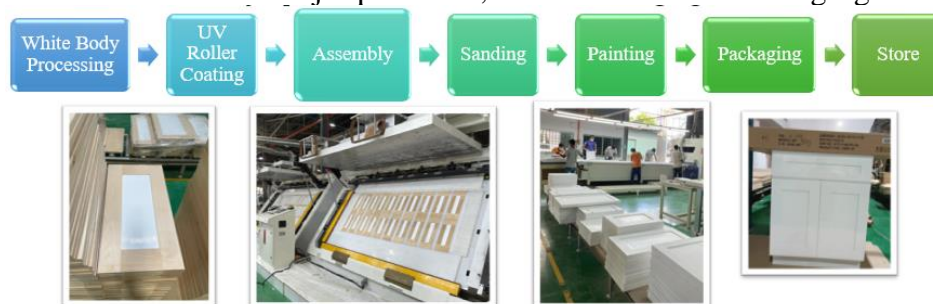 White Body
Processing
UV
Roller
Coating
Assembly
Sanding
Painting
Packaging
Store